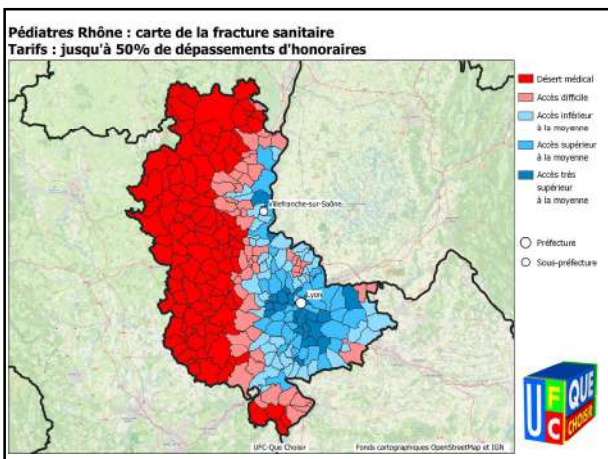 Pédiatres Rhône : carte de la fracture sanitaire
Tarifs : jusqu'à 50% de dépassements d'honoraires
Désert médical
Accès difficile
Accès inférieur
à la moyenne
Accès supérieur
à la moyenne
Accès très
supérieur
à la moyenne
Préfecture
Sous-préfecture
Villefranche-sur-Saône
Lyon
UFC-Que Choisir
Fonds cartographiques OpenStreetMap et IGN
UFC
QUE
CHOISIR